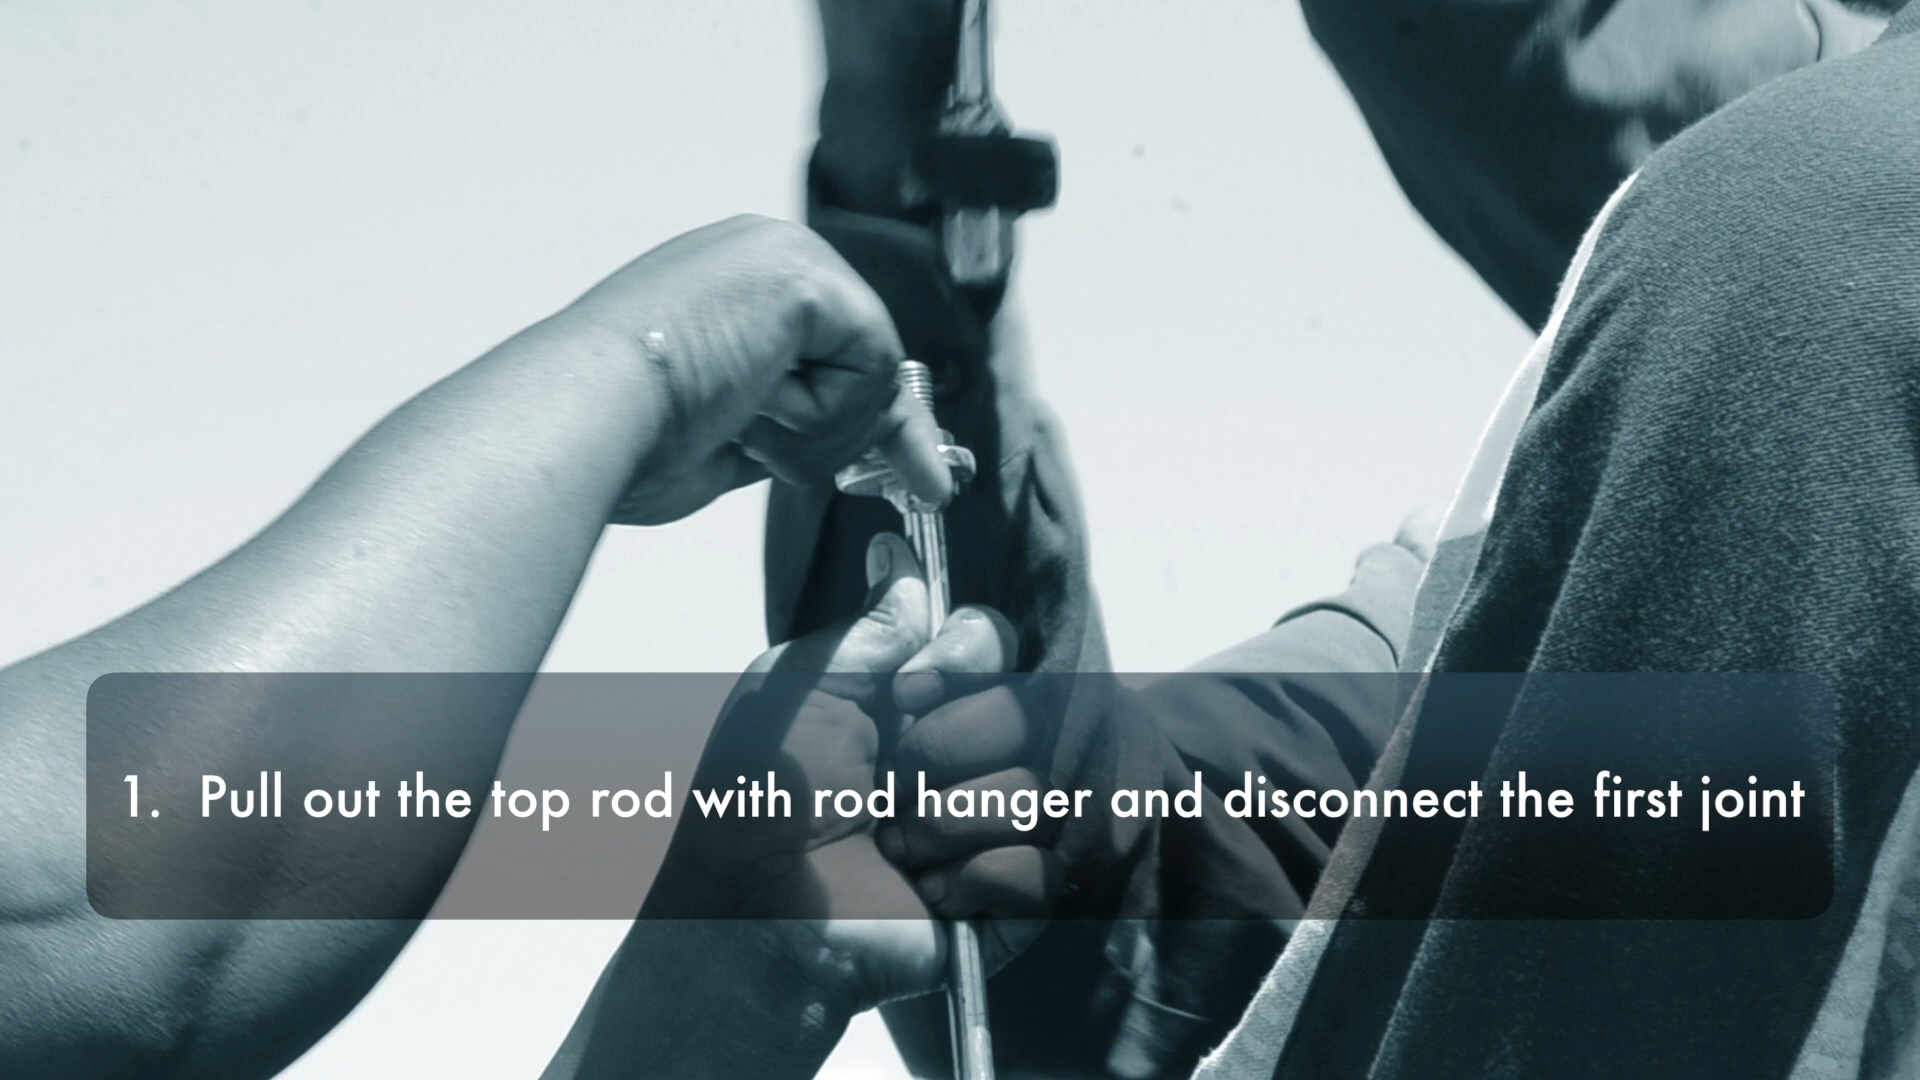 1. Pull out the top rod with rod hanger and disconnect the first joint